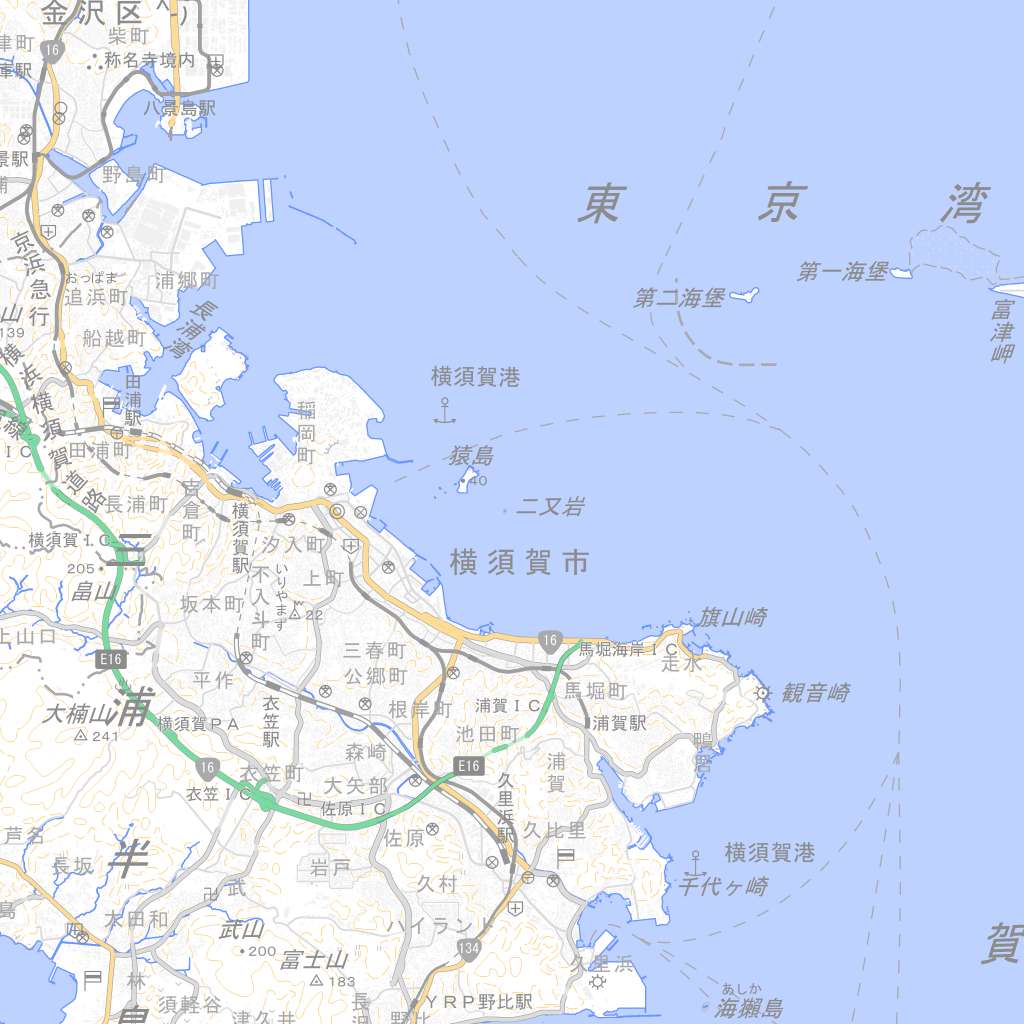 金沢区
柴町
称名寺境内
16
八景島駅
野島町
東京湾
第一海堡
第二海堡
富津岬
京浜急行
おっぱま
追浜町
浦郷町
長浦湾
船越町
139
横浜横須賀道路
田浦駅
横須賀港
稲岡町
猿島
40
田浦町
二又岩
長浦町
吉倉町
横須賀駅
汐入町
横須賀IC
三浦半島
205
畠山
横須賀市
上町
いりやまず
不入斗町
22
坂本町
上山口
旗山崎
16
馬堀海岸IC
走水
三春町
公郷町
E16
平作
観音崎
馬堀町
大楠山
241
横須賀PA
衣笠駅
根岸町
浦賀IC
浦賀駅
池田町
鴨居
森崎
浦賀
E16
16
衣笠町
大矢部
久里浜駅
衣笠IC
佐原IC
佐原
久比里
芦名
長坂
岩戸
久村
横須賀港
千代ヶ崎
武
太田和
ハイランド
武山
200
134
富士山
183
久里浜
賀
林
須軽谷
津久井
YRP野比駅
野比
あしか
海獺島